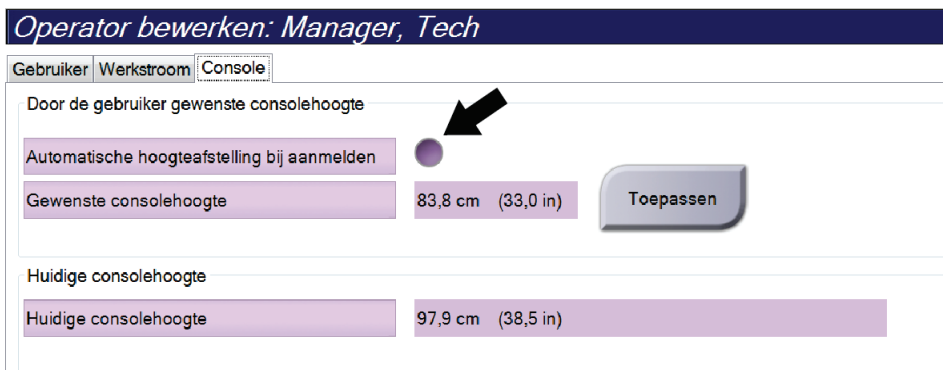 Operator bewerken: Manager, Tech
Gebruiker Werkstroom Console
Door de gebruiker gewenste consolehoogte
Automatische hoogteafstelling bij aanmelden
Gewenste consolehoogte 83,8 cm (33,0 in) Toepassen
Huidige consolehoogte
Huidige consolehoogte 97,9 cm (38,5 in)